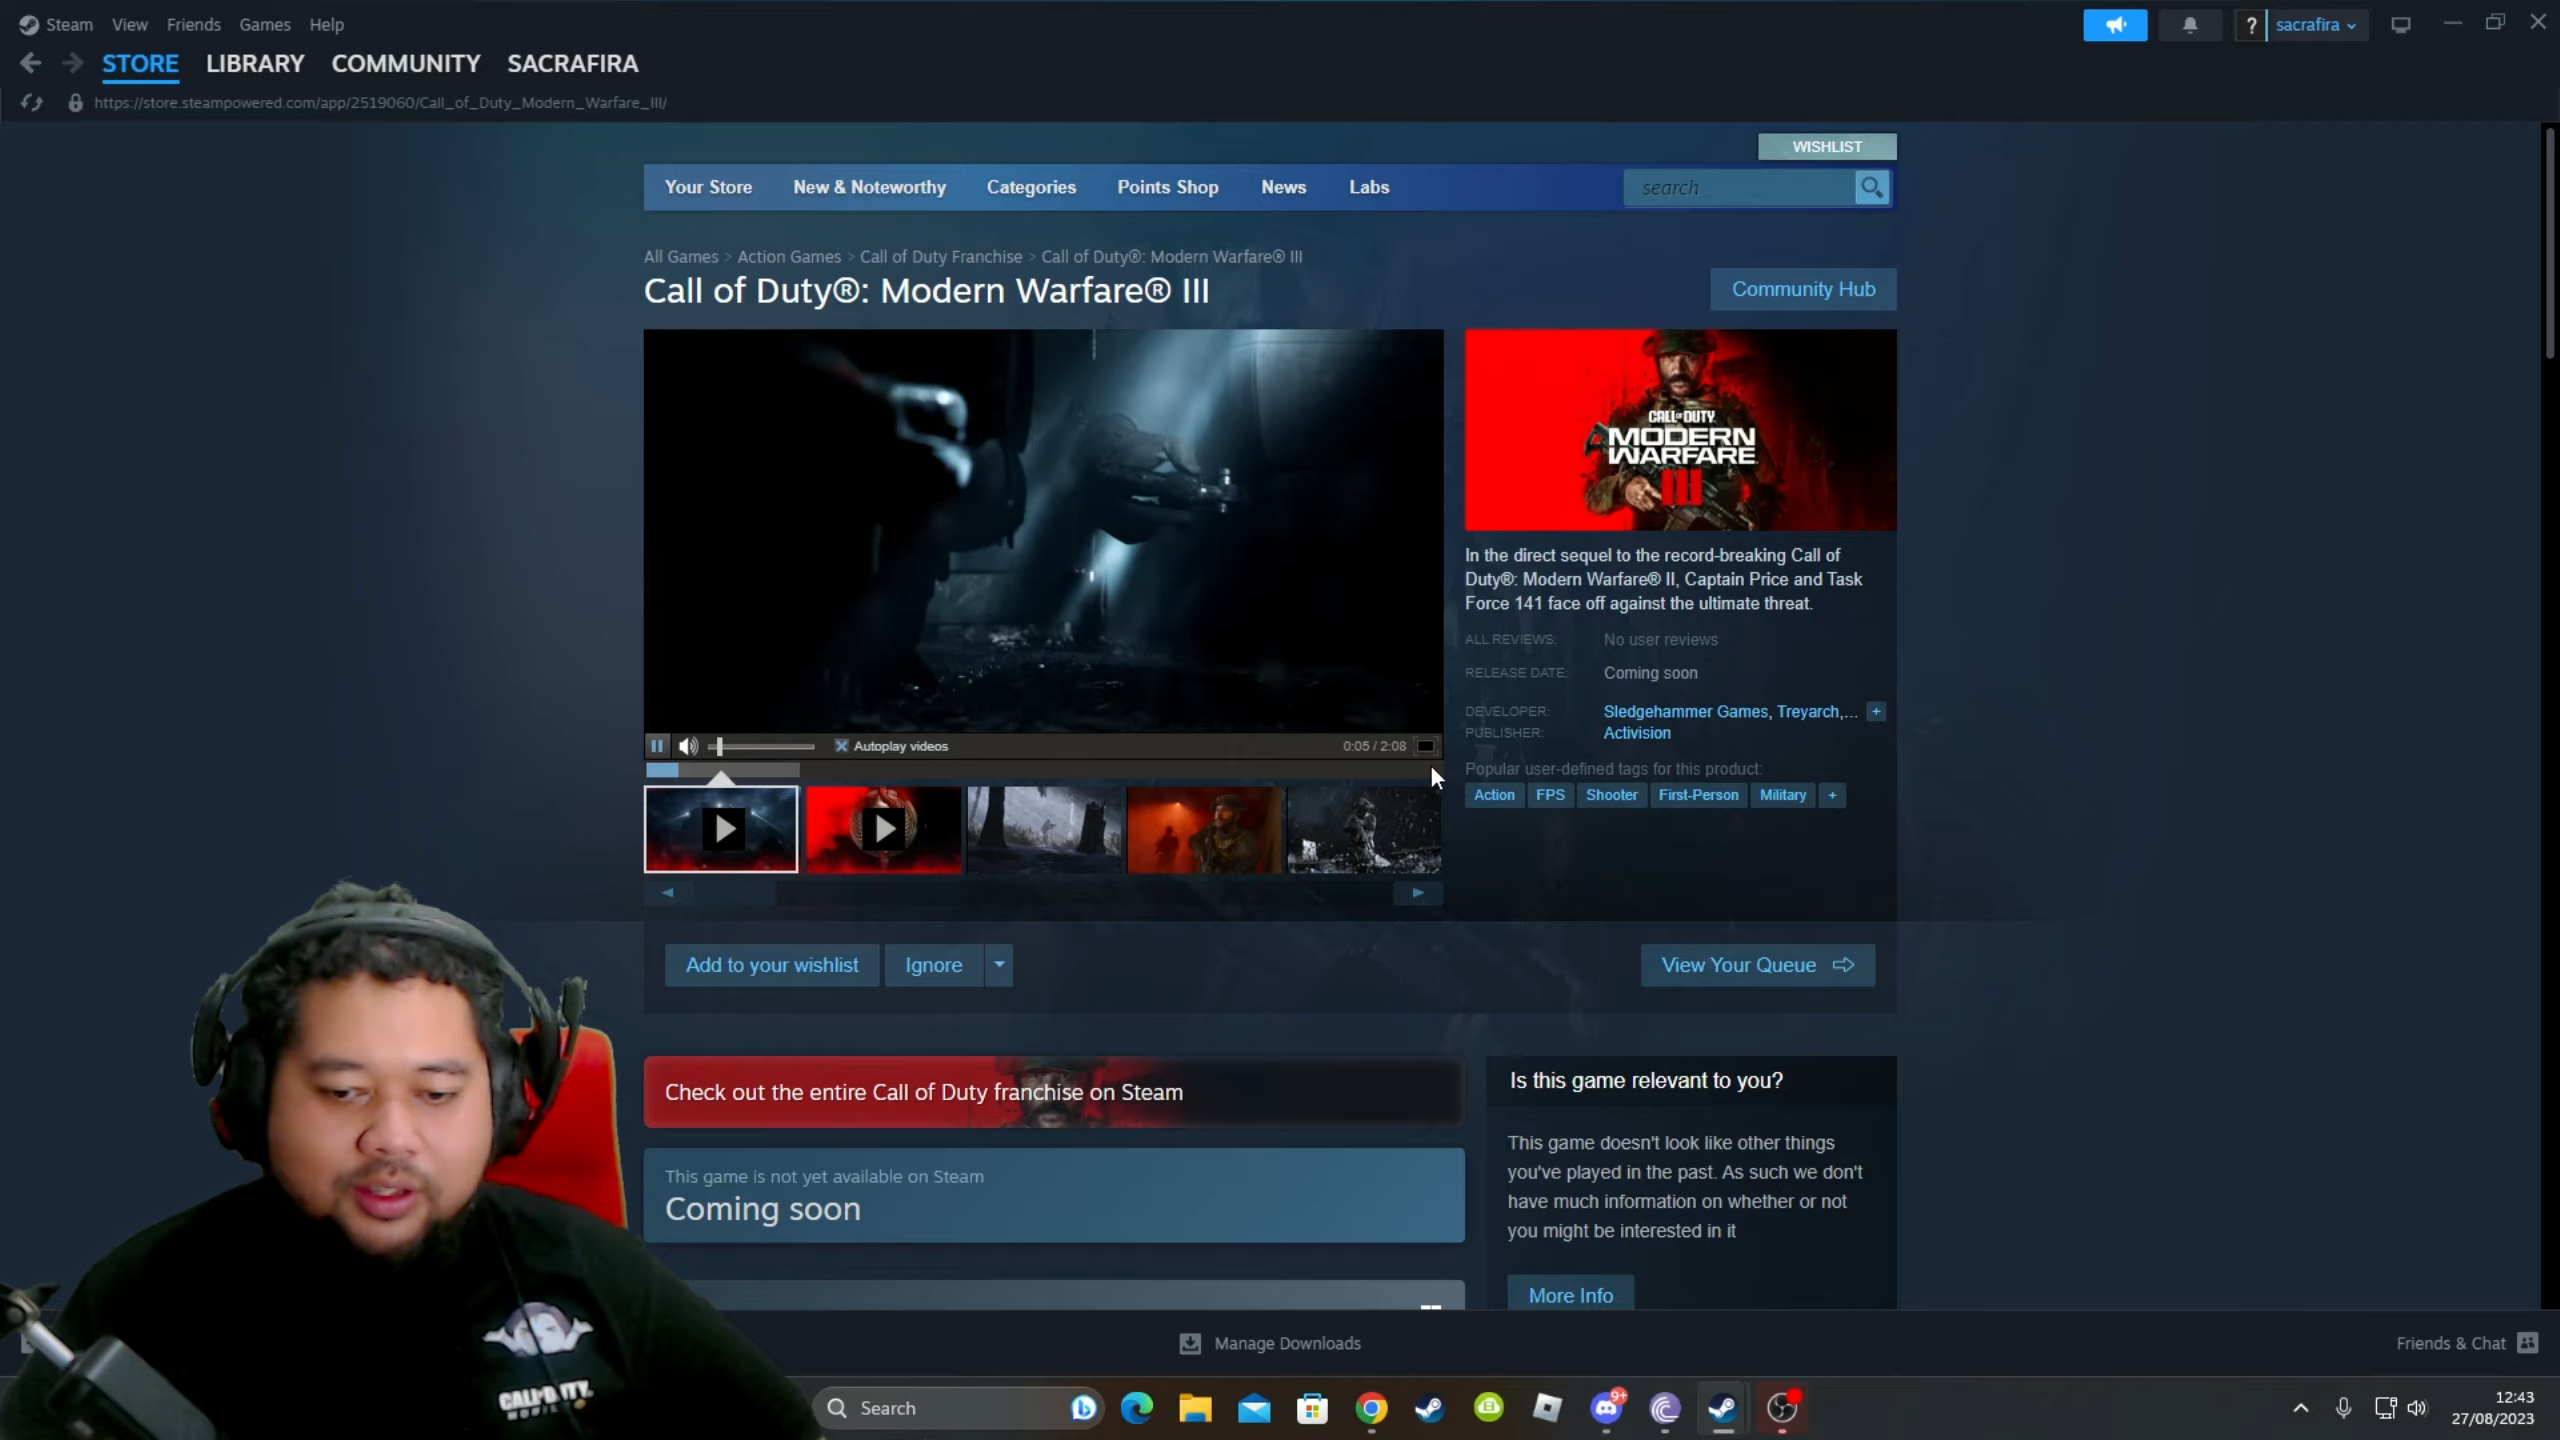 Steam View Friends Games Help
? sacrafira
STORE LIBRARY COMMUNITY SACRAFIRA
https://store.steampowered.com/app/2519060/Call_of_Duty_Modern_Warfare_III/
WISHLIST
Your Store New & Noteworthy Categories Points Shop News Labs search
All Games > Action Games > Call of Duty Franchise > Call of Duty®: Modern Warfare® III
Call of Duty®: Modern Warfare® III
Community Hub
CALL OF DUTY
MODERN
WARFARE
III
In the direct sequel to the record-breaking Call of
Duty®: Modern Warfare® II, Captain Price and Task
Force 141 face off against the ultimate threat.
ALL REVIEWS: No user reviews
RELEASE DATE: Coming soon
DEVELOPER: Sledgehammer Games, Treyarch,... +
PUBLISHER: Activision
Autoplay videos 0:05 / 2:08
Popular user-defined tags for this product:
Action FPS Shooter First-Person Military +
Add to your wishlist Ignore View Your Queue
Check out the entire Call of Duty franchise on Steam
This game is not yet available on Steam
Coming soon
Is this game relevant to you?
This game doesn't look like other things
you've played in the past. As such we don't
have much information on whether or not
you might be interested in it
More Info
CALL OF DUTY
MOBILE
Manage Downloads
Friends & Chat
Search
9+
12:43
27/08/2023